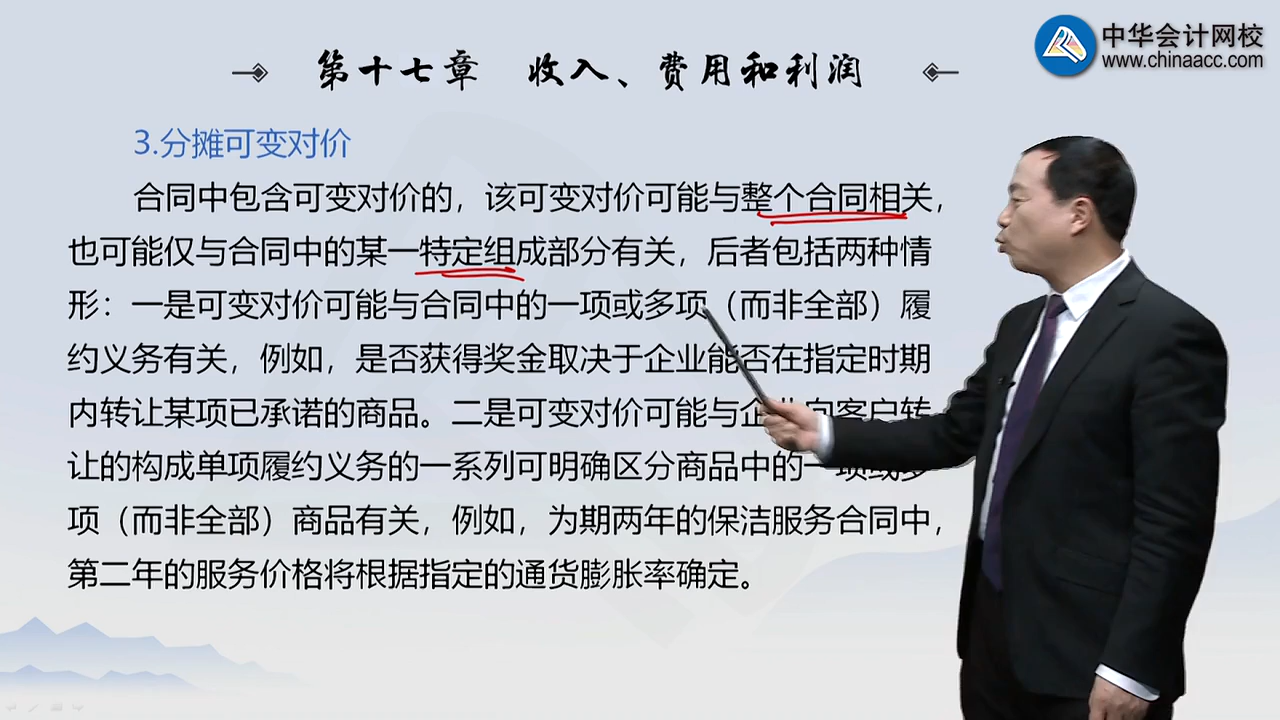 中华会计网校
www.chinaacc.com
第十七章 收入、费用和利润
3.分摊可变对价
合同中包含可变对价的，该可变对价可能与整个合同相关，
也可能仅与合同中的某一特定组成部分有关，后者包括两种情
形：一是可变对价可能与合同中的一项或多项（而非全部）履
约义务有关，例如，是否获得奖金取决于企业能否在指定时期
内转让某项已承诺的商品。二是可变对价可能与企业向客户转
让的构成单项履约义务的一系列可明确区分商品中的一项或多
项（而非全部）商品有关，例如，为期两年的保洁服务合同中，
第二年的服务价格将根据指定的通货膨胀率确定。